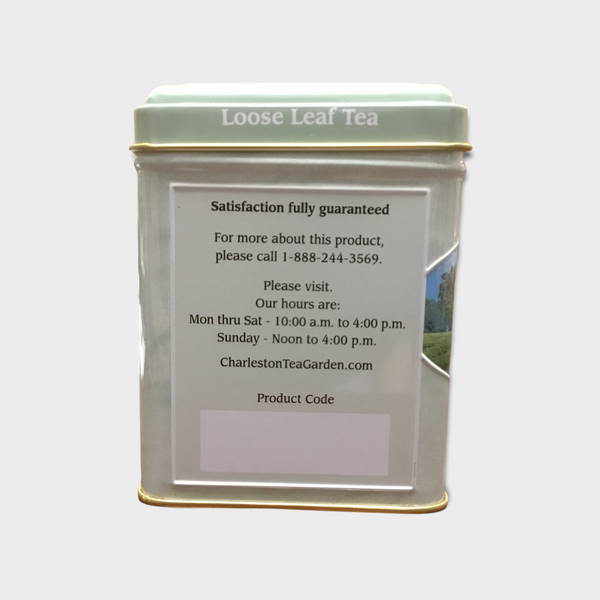 Loose Leaf Tea
Satisfaction fully guaranteed
For more about this product,
please call 1-888-244-3569.
Please visit.
Our hours are:
Mon thru Sat - 10:00 a.m. to 4:00 p.m.
Sunday - Noon to 4:00 p.m.
CharlestonTeaGarden.com
Product Code